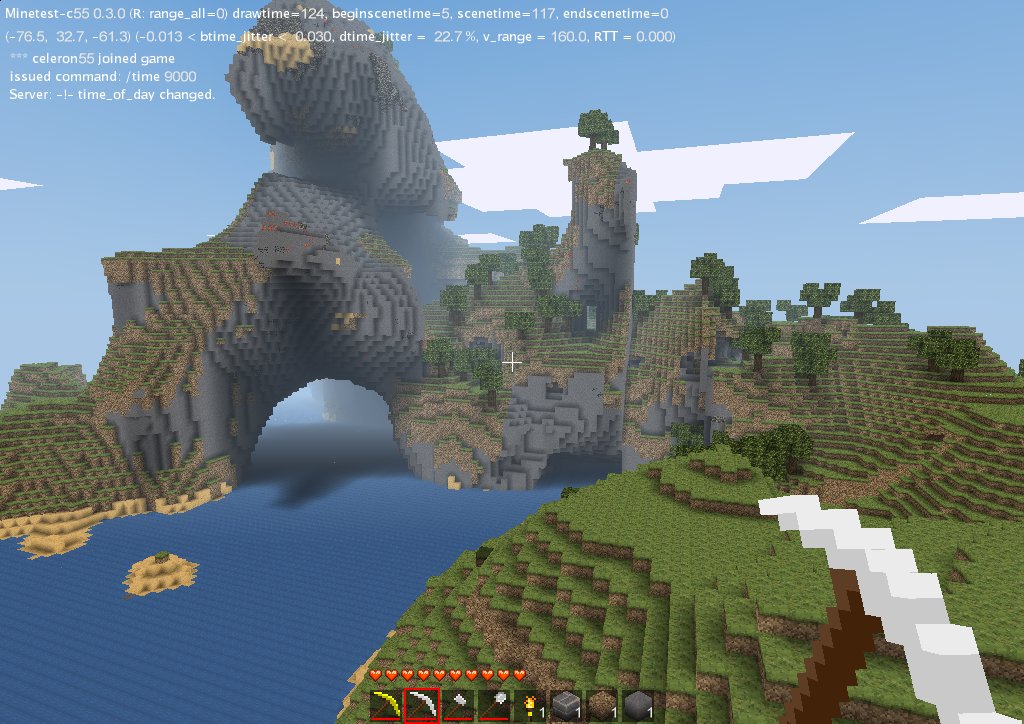 Minetest-c55 0.3.0 (R: range_all=0) drawtime=124, beginscenetime=5, scenetime=117, endscenetime=0
(-76.5, 32.7, -61.3) (-0.013 < btime_jitter < 0.030, dtime_jitter = 22.7 %, v_range = 160.0, RTT = 0.000)
*** celeron55 joined game
issued command: /time 9000
Server: -!- time_of_day changed.
1 1 1 1